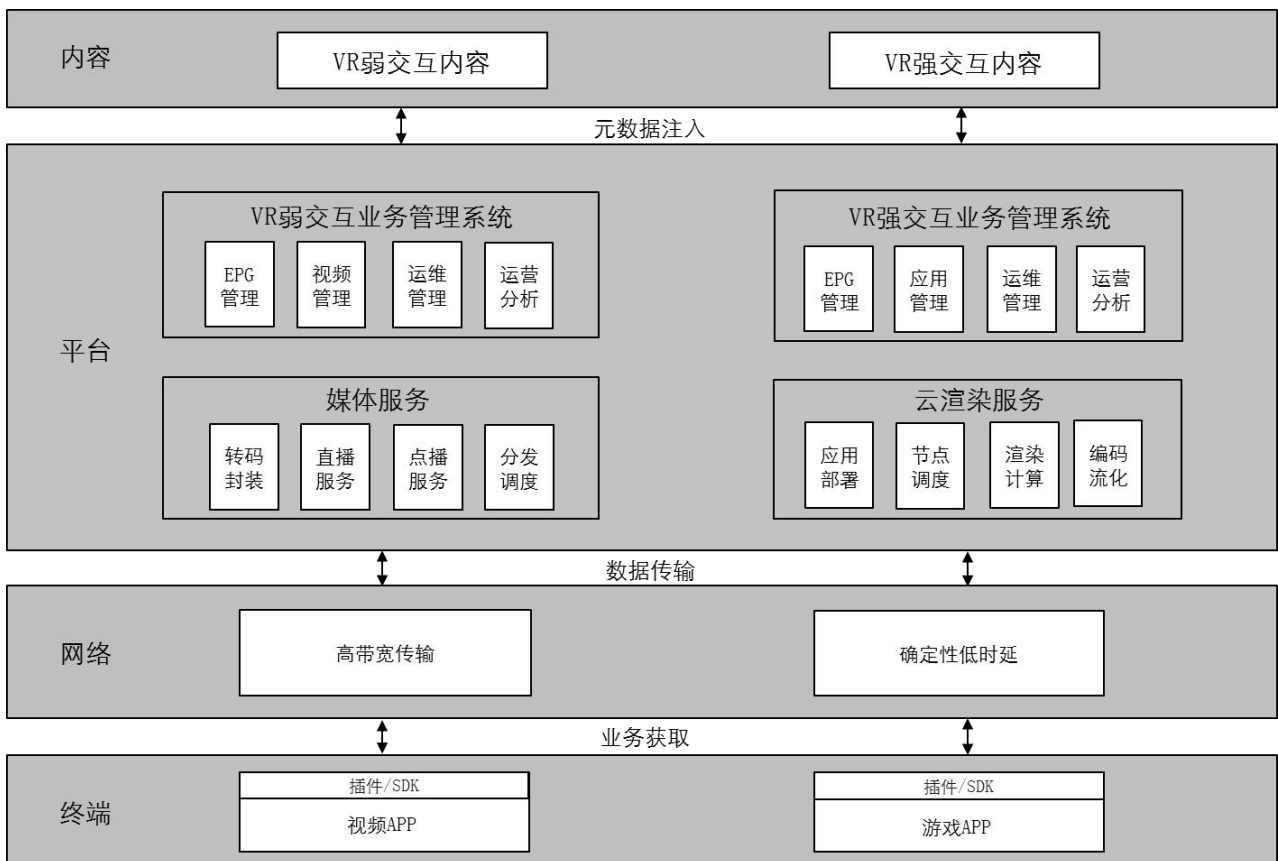 内容
VR弱交互内容
VR强交互内容
元数据注入
平台
VR弱交互业务管理系统
EPG
管理
视频
管理
运维
管理
运营
分析
VR强交互业务管理系统
EPG
管理
应用
管理
运维
管理
运营
分析
媒体服务
转码
封装
直播
服务
点播
服务
分发
调度
云渲染服务
应用
部署
节点
调度
渲染
计算
编码
流化
数据传输
网络
高带宽传输
确定性低时延
业务获取
终端
插件/SDK
视频APP
插件/SDK
游戏APP